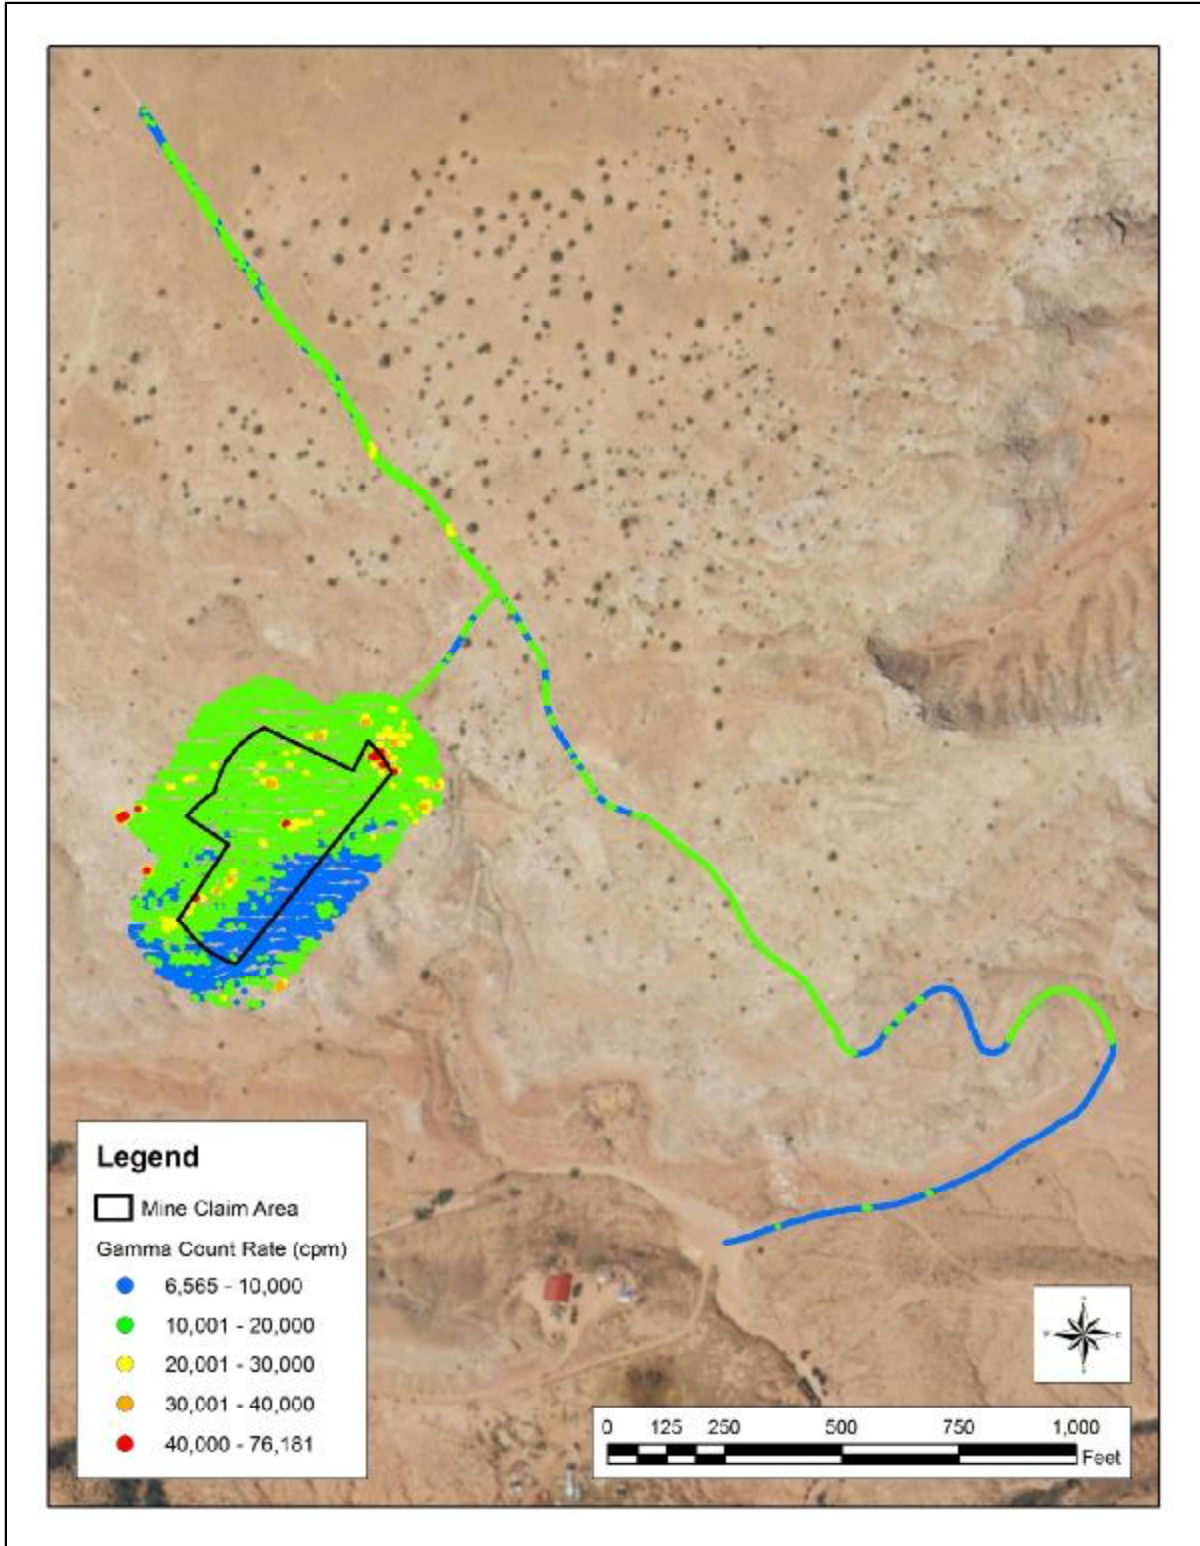 Legend
Mine Claim Area
Gamma Count Rate (cpm)
6,565 - 10,000
10,001 - 20,000
20,001 - 30,000
30,001 - 40,000
40,000 - 76,181
0 125 250 500 750 1,000
Feet